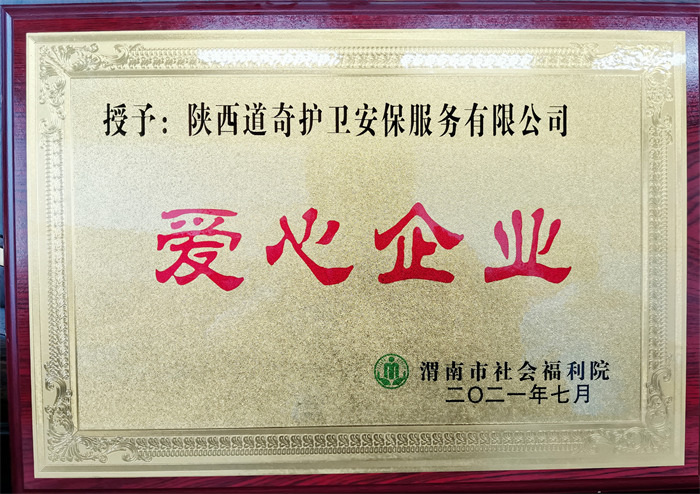 授予：陕西道奇护卫安保服务有限公司
爱心企业
渭南市社会福利院
二〇二一年七月